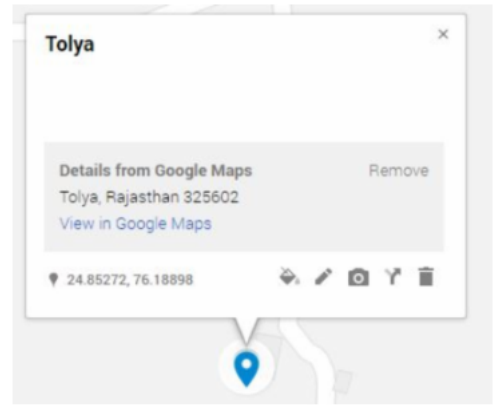 Tolya
Details from Google Maps Remove
Tolya, Rajasthan 325602
View in Google Maps
24.85272, 76.18898